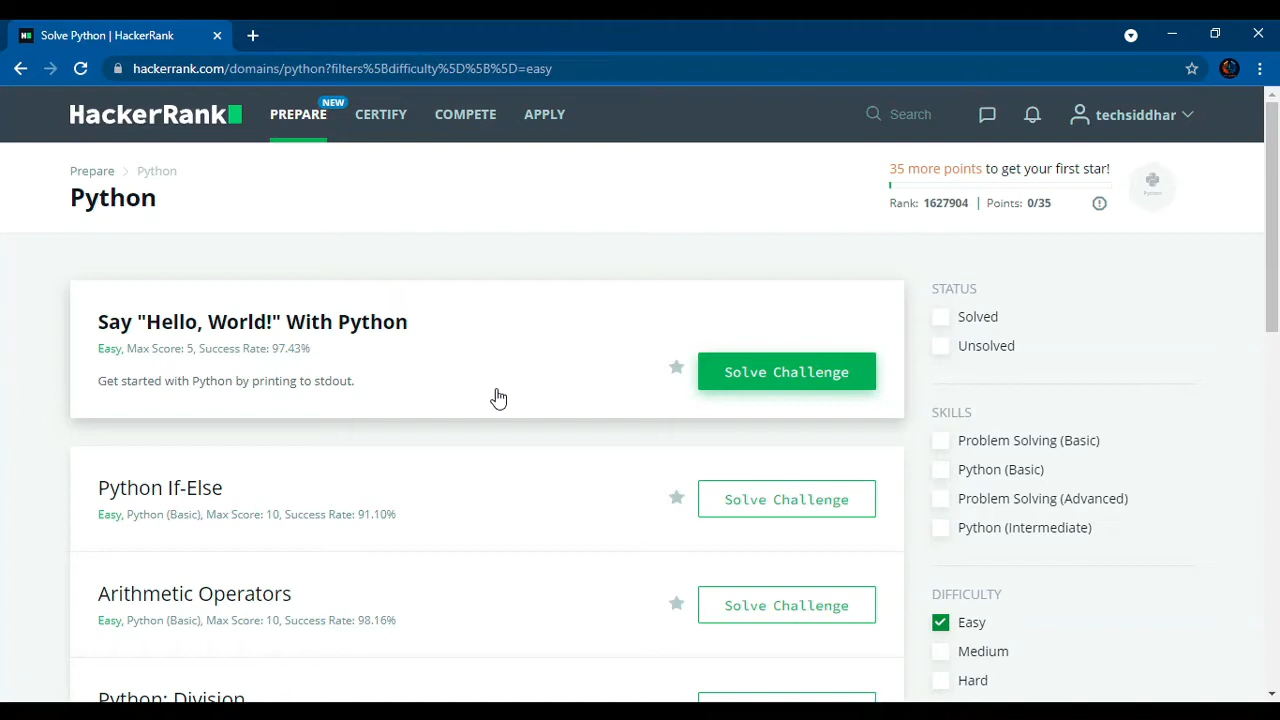 Solve Python | HackerRank
hackerrank.com/domains/python?filters%5Bdifficulty%5D%5B%5D=easy
HackerRank
PREPARE
NEW
CERTIFY
COMPETE
APPLY
Search
techsiddhar
Prepare > Python
Python
35 more points to get your first star!
Rank: 1627904 | Points: 0/35
Python
Say "Hello, World!" With Python
Easy, Max Score: 5, Success Rate: 97.43%
Get started with Python by printing to stdout.
Solve Challenge
Python If-Else
Easy, Python (Basic), Max Score: 10, Success Rate: 91.10%
Solve Challenge
Arithmetic Operators
Easy, Python (Basic), Max Score: 10, Success Rate: 98.16%
Solve Challenge
Python: Division
STATUS
Solved
Unsolved
SKILLS
Problem Solving (Basic)
Python (Basic)
Problem Solving (Advanced)
Python (Intermediate)
DIFFICULTY
Easy
Medium
Hard